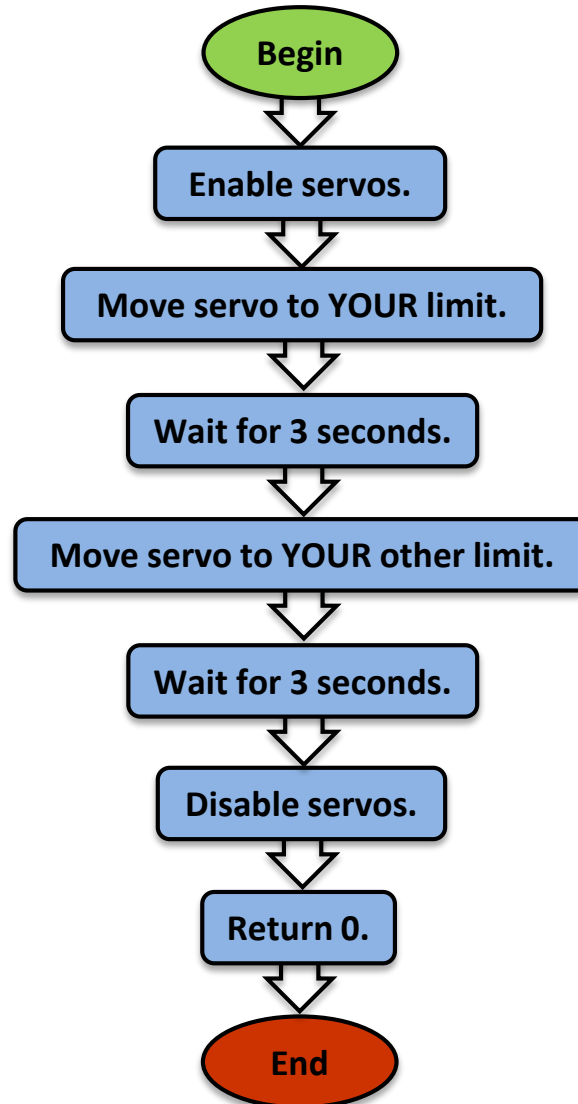 Begin
Enable servos.
Move servo to YOUR limit.
Wait for 3 seconds.
Move servo to YOUR other limit.
Wait for 3 seconds.
Disable servos.
Return 0.
End